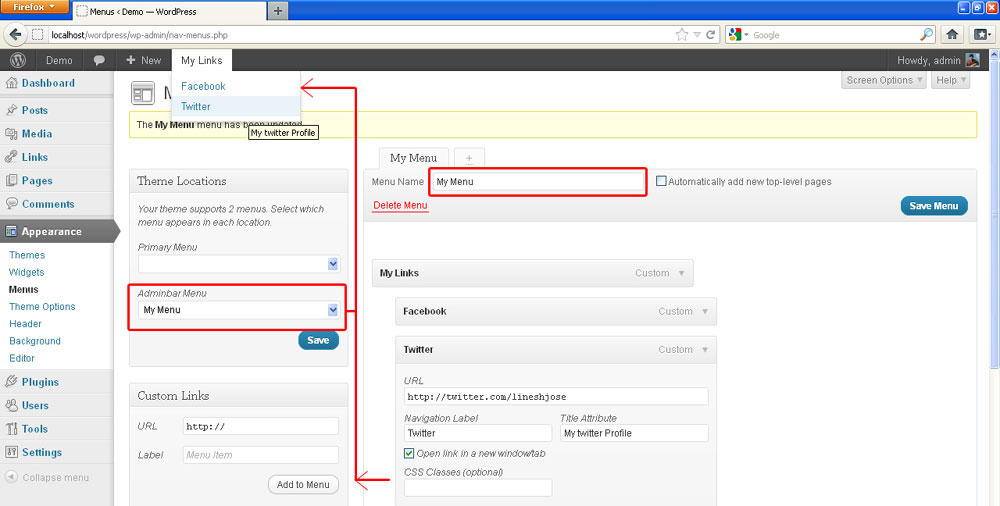 Firefox
Menus < Demo — WordPress
localhost/wordpress/wp-admin/nav-menus.php
Google
Demo
New
My Links
Howdy, admin
Facebook
Twitter
My twitter Profile
Screen Options
Help
The My Menu menu has been updated.
Dashboard
Posts
Media
Links
Pages
Comments
Appearance
Themes
Widgets
Menus
Theme Options
Header
Background
Editor
Plugins
Users
Tools
Settings
Collapse menu
Theme Locations
Your theme supports 2 menus. Select which
menu appears in each location.
Primary Menu
Adminbar Menu
My Menu
Save
Custom Links
URL http://
Label Menu Item
Add to Menu
My Menu +
Menu Name My Menu Automatically add new top-level pages
Delete Menu
Save Menu
My Links Custom
Facebook Custom
Twitter Custom
URL
http://twitter.com/lineshjose
Navigation Label Title Attribute
Twitter My twitter Profile
Open link in a new window/tab
CSS Classes (optional)